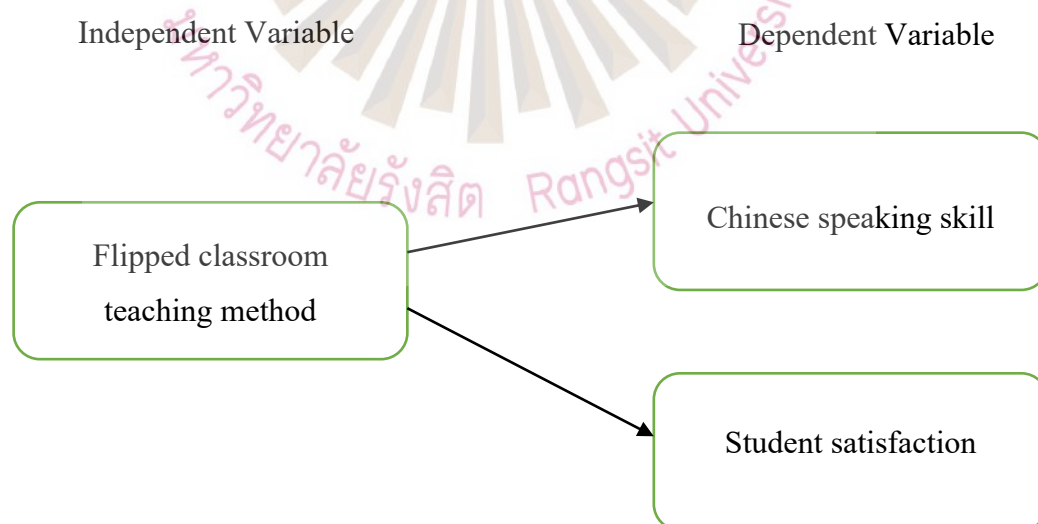 Independent Variable
Dependent Variable
มหาวิทยาลัยรังสิต Rangsit
Flipped classroom
teaching method
Chinese speaking skill
Student satisfaction